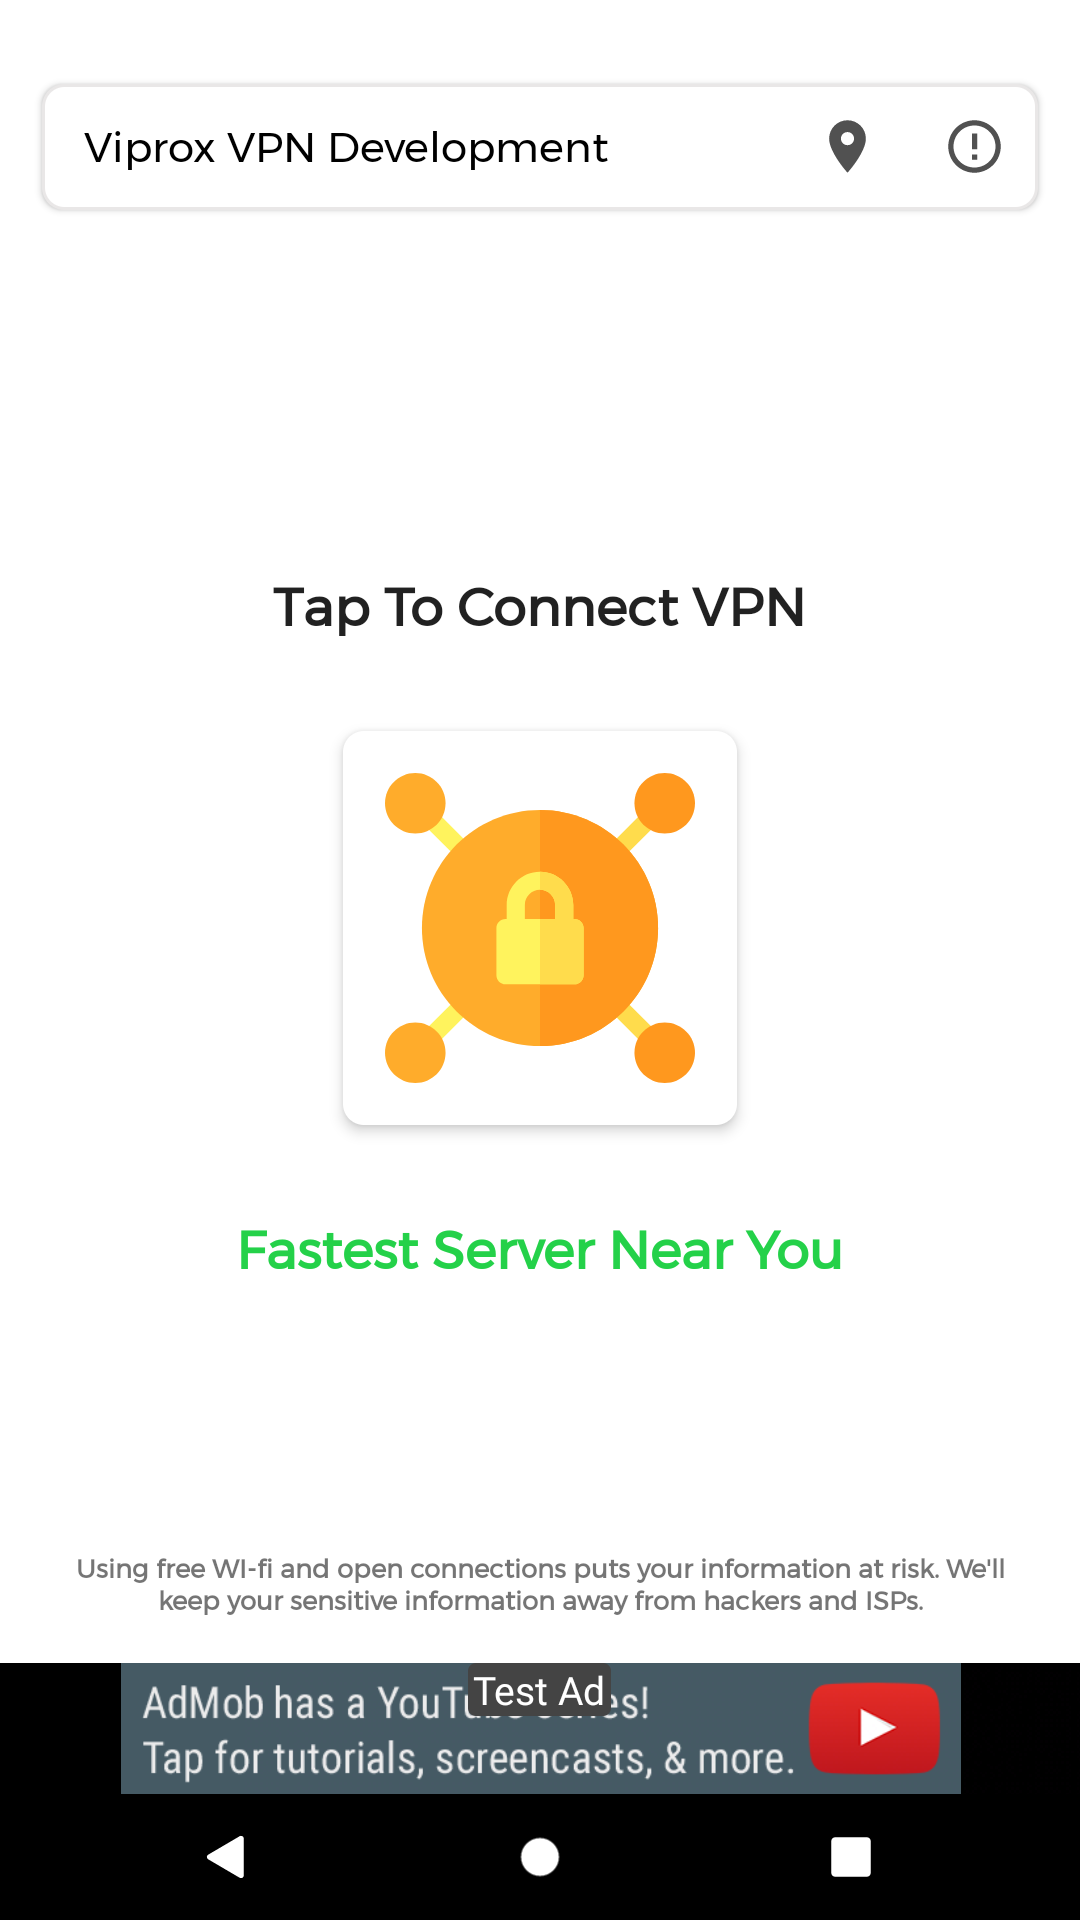 Viprox VPN Development
Tap To Connect VPN
Fastest Server Near You
Using free WI-fi and open connections puts your information at risk. We'll
keep your sensitive information away from hackers and ISPs.
Test Ad
AdMob has a
Tap for tutorials, screencasts, & more.